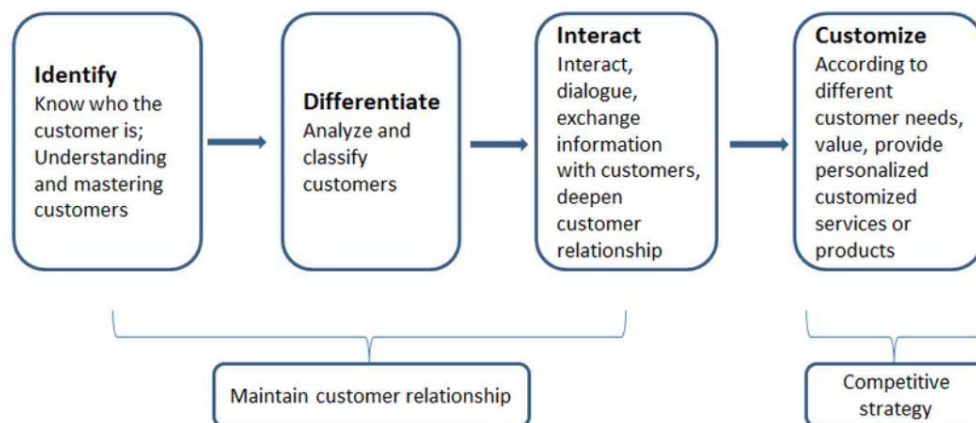 Identify
Know who the
customer is;
Understanding
and mastering
customers
Differentiate
Analyze and
classify
customers
Interact
Interact,
dialogue,
exchange
information
with customers,
deepen
customer
relationship
Customize
According to
different
customer needs,
value, provide
personalized
customized
services or
products
Maintain customer relationship
Competitive
strategy